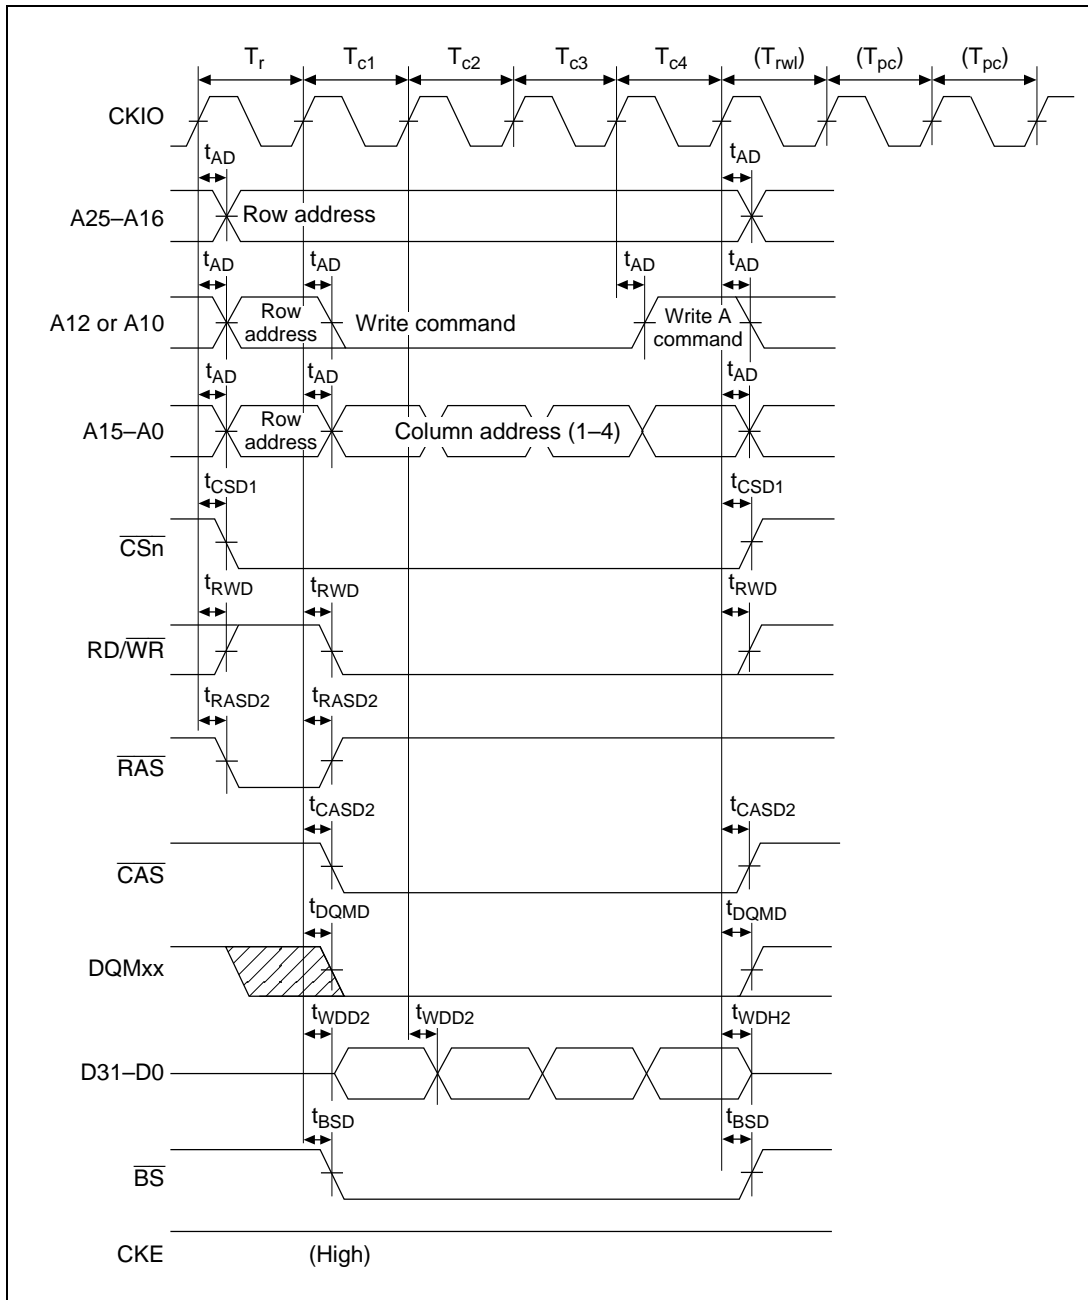 Tr Tc1 Tc2 Tc3 Tc4 (Trwl) (Tpc) (Tpc)
CKIO
tAD tAD
A25–A16 Row address
tAD tAD tAD tAD
A12 or A10 Row address Write command Write A command
tAD tAD tAD
A15–A0 Row address Column address (1–4)
tCSD1 tCSD1
CSn
tRWD tRWD tRWD
RD/WR
tRASD2 tRASD2
RAS
tCASD2 tCASD2
CAS
tDQMD tDQMD
DQMxx
tWDD2 tWDD2 tWDH2
D31–D0
tBSD tBSD
BS
CKE (High)